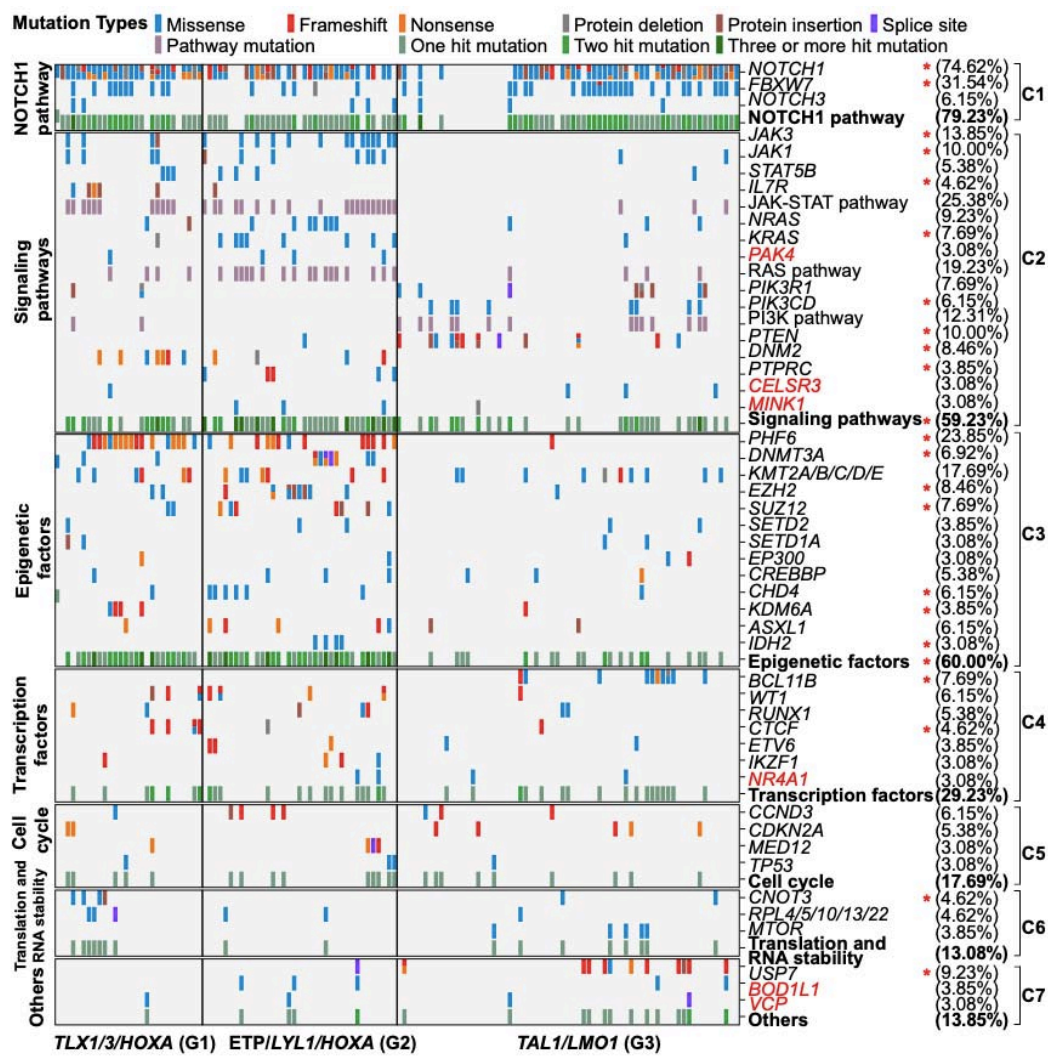 Mutation Types Missense Frameshift Nonsense Protein deletion Protein insertion Splice site
Pathway mutation One hit mutation Two hit mutation Three or more hit mutation
NOTCH1 pathway
NOTCH1 * (74.62%)
FBXW7 * (31.54%)
NOTCH3 (6.15%)
NOTCH1 pathway (79.23%)
C1
Signaling pathways
JAK3 * (13.85%)
JAK1 * (10.00%)
STAT5B (5.38%)
IL7R * (4.62%)
JAK-STAT pathway (25.38%)
NRAS (9.23%)
KRAS * (7.69%)
PAK4 (3.08%)
RAS pathway (19.23%)
PIK3R1 (7.69%)
PIK3CD * (6.15%)
PI3K pathway (12.31%)
PTEN * (10.00%)
DNM2 * (8.46%)
PTPRC * (3.85%)
CELSR3 (3.08%)
MINK1 (3.08%)
Signaling pathways * (59.23%)
C2
Epigenetic factors
PHF6 * (23.85%)
DNMT3A * (6.92%)
KMT2A/B/C/D/E (17.69%)
EZH2 * (8.46%)
SUZ12 * (7.69%)
SETD2 (3.85%)
SETD1A (3.08%)
EP300 (3.08%)
CREBBP (5.38%)
CHD4 * (6.15%)
KDM6A * (3.85%)
ASXL1 (6.15%)
IDH2 * (3.08%)
Epigenetic factors * (60.00%)
C3
Transcription factors
BCL11B * (7.69%)
WT1 (6.15%)
RUNX1 (5.38%)
CTCF * (4.62%)
ETV6 (3.85%)
IKZF1 (3.08%)
NR4A1 (3.08%)
Transcription factors (29.23%)
C4
Cell cycle
CCND3 (6.15%)
CDKN2A (5.38%)
MED12 (3.08%)
TP53 (3.08%)
Cell cycle (17.69%)
C5
Translation and RNA stability
CNOT3 * (4.62%)
RPL4/5/10/13/22 (4.62%)
MTOR (3.85%)
Translation and
RNA stability (13.08%)
C6
Others
USP7 * (9.23%)
BOD1L1 (3.85%)
VCP (3.08%)
Others (13.85%)
C7
TLX1/3/HOXA (G1) ETP/LYL1/HOXA (G2) TAL1/LMO1 (G3)